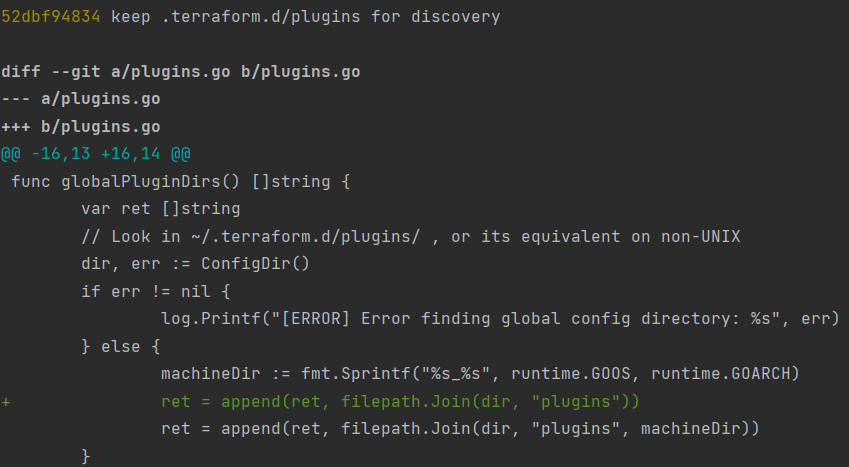 52dbf94834 keep .terraform.d/plugins for discovery
diff --git a/plugins.go b/plugins.go
--- a/plugins.go
+++ b/plugins.go
@@ -16,13 +16,14 @@
 func globalPluginDirs() []string {
        var ret []string
        // Look in ~/.terraform.d/plugins/ , or its equivalent on non-UNIX
        dir, err := ConfigDir()
        if err != nil {
                log.Printf("[ERROR] Error finding global config directory: %s", err)
        } else {
                machineDir := fmt.Sprintf("%s_%s", runtime.GOOS, runtime.GOARCH)
+               ret = append(ret, filepath.Join(dir, "plugins"))
                ret = append(ret, filepath.Join(dir, "plugins", machineDir))
        }